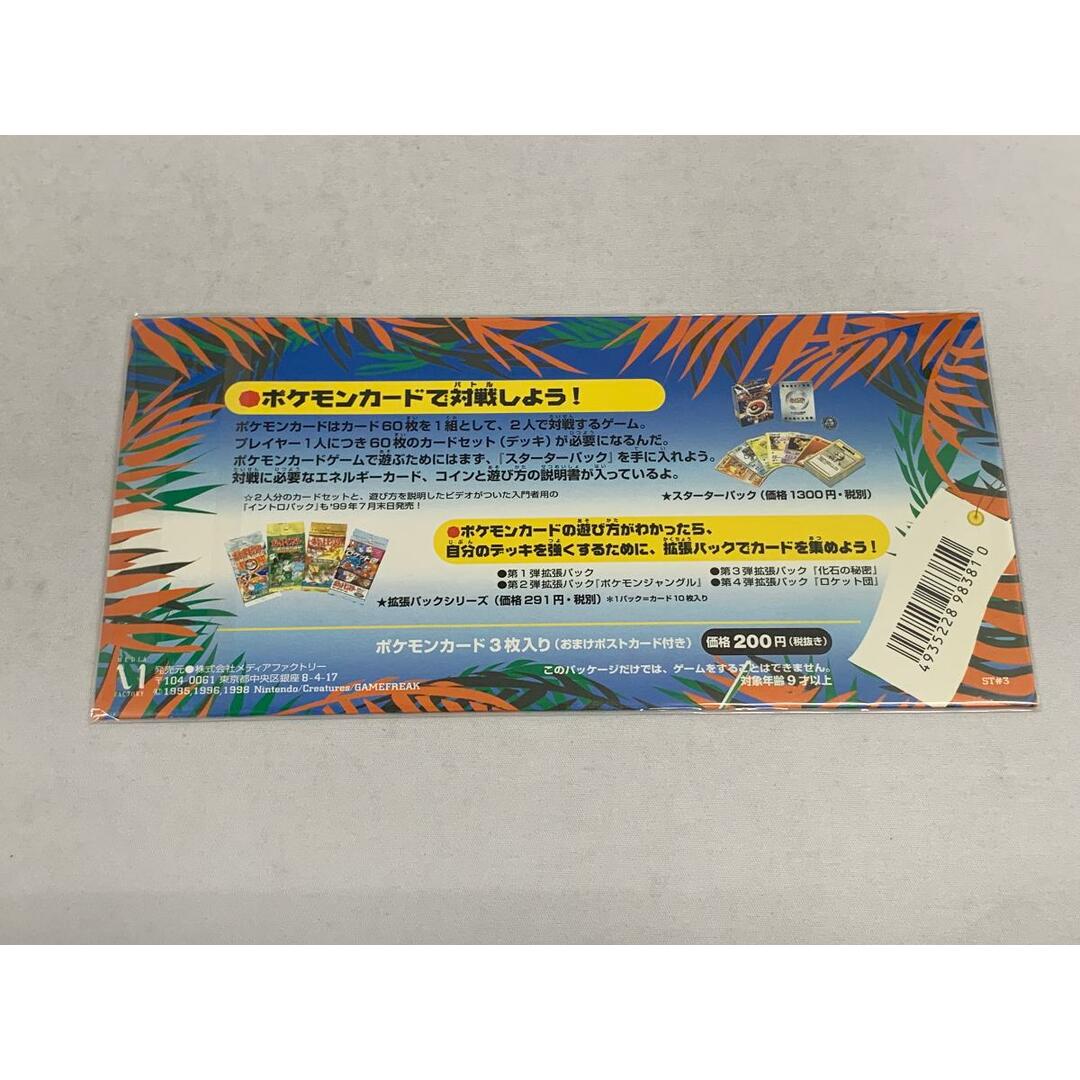 バトル
●ポケモンカードで対戦しよう！
ポケモンカードはカード60枚を1組として、2人で対戦するゲーム。
プレイヤー1人につき60枚のカードセット（デッキ）が必要になるんだ。
ポケモンカードゲームで遊ぶためにはまず、『スターターパック』を手に入れよう。
対戦に必要なエネルギーカード、コインと遊び方の説明書が入っているよ。
☆2人分のカードセットと、遊び方を説明したビデオがついた入門者用の
『イントロパック』も'99年7月末日発売！
★スターターパック（価格1300円・税別）
●ポケモンカードの遊び方がわかったら、
自分のデッキを強くするために、拡張パックでカードを集めよう！
●第1弾拡張パック
●第2弾拡張パック『ポケモンジャングル』
●第3弾拡張パック『化石の秘密』
●第4弾拡張パック『ロケット団』
★拡張パックシリーズ（価格291円・税別）＊1パック＝カード10枚入り
ポケモンカード3枚入り（おまけポストカード付き） 価格200円（税抜き）
このパッケージだけでは、ゲームをすることはできません。
対象年齢9才以上
MEDIA
FACTORY
発売元●株式会社メディアファクトリー
〒104-0061 東京都中央区銀座8-4-17
©1995,1996,1998 Nintendo/Creatures/GAMEFREAK
4935228983810
ST#3